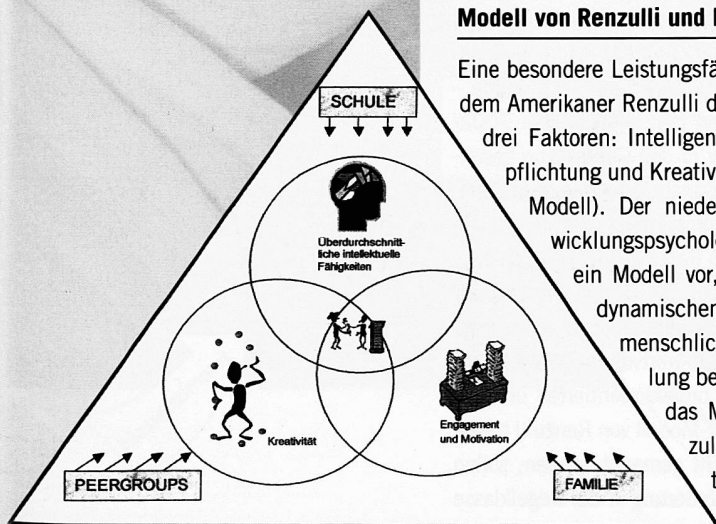 Modell von Renzulli und
Eine besondere
dem Amerikaner Renzulli
drei Faktoren:
pflichtung und
Modell). Der
ein Modell vor,
dynamischen
das
SCHULE
Überdurchschnitt-
liche intellektuelle
Fähigkeiten
Kreativität
Engagement
und Motivation
PEERGROUPS
FAMILIE